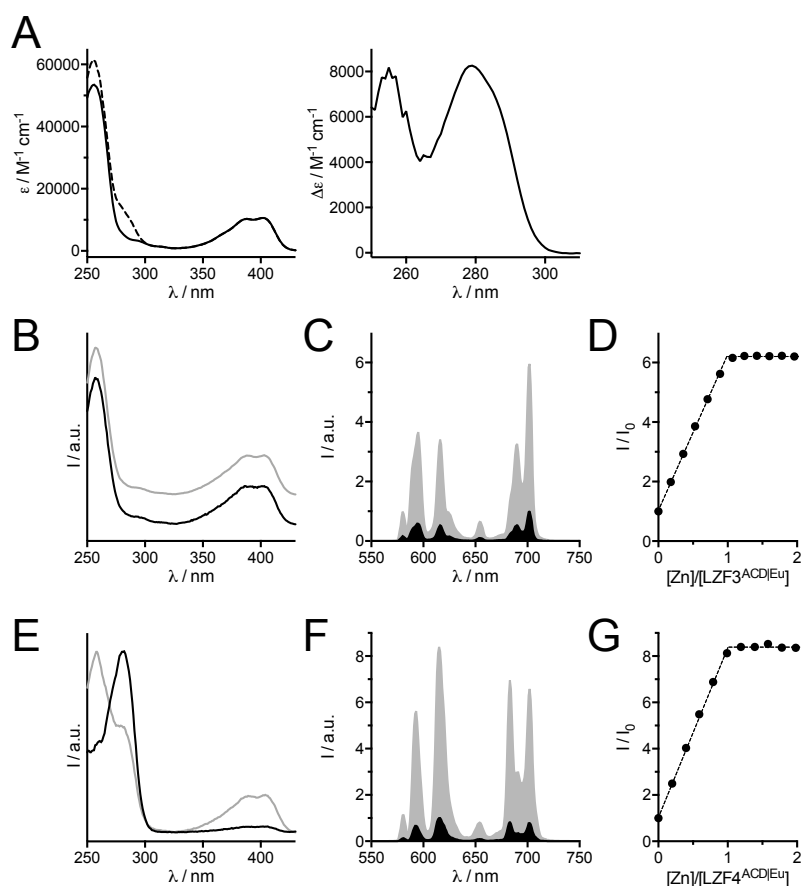 A
60000
40000
20000
0
ε / M⁻¹ cm⁻¹
250 300 350 400
λ / nm
8000
6000
4000
2000
0
Δε / M⁻¹ cm⁻¹
260 280 300
λ / nm
B
I / a.u.
250 300 350 400
λ / nm
C
6
4
2
0
I / a.u.
550 600 650 700 750
λ / nm
D
6
4
2
0
I / I₀
0 1 2
[Zn]/[LZF3ᴬᶜᴰ|ᴱᵘ]
E
I / a.u.
250 300 350 400
λ / nm
F
8
6
4
2
0
I / a.u.
550 600 650 700 750
λ / nm
G
8
6
4
2
0
I / I₀
0 1 2
[Zn]/[LZF4ᴬᶜᴰ|ᴱᵘ]